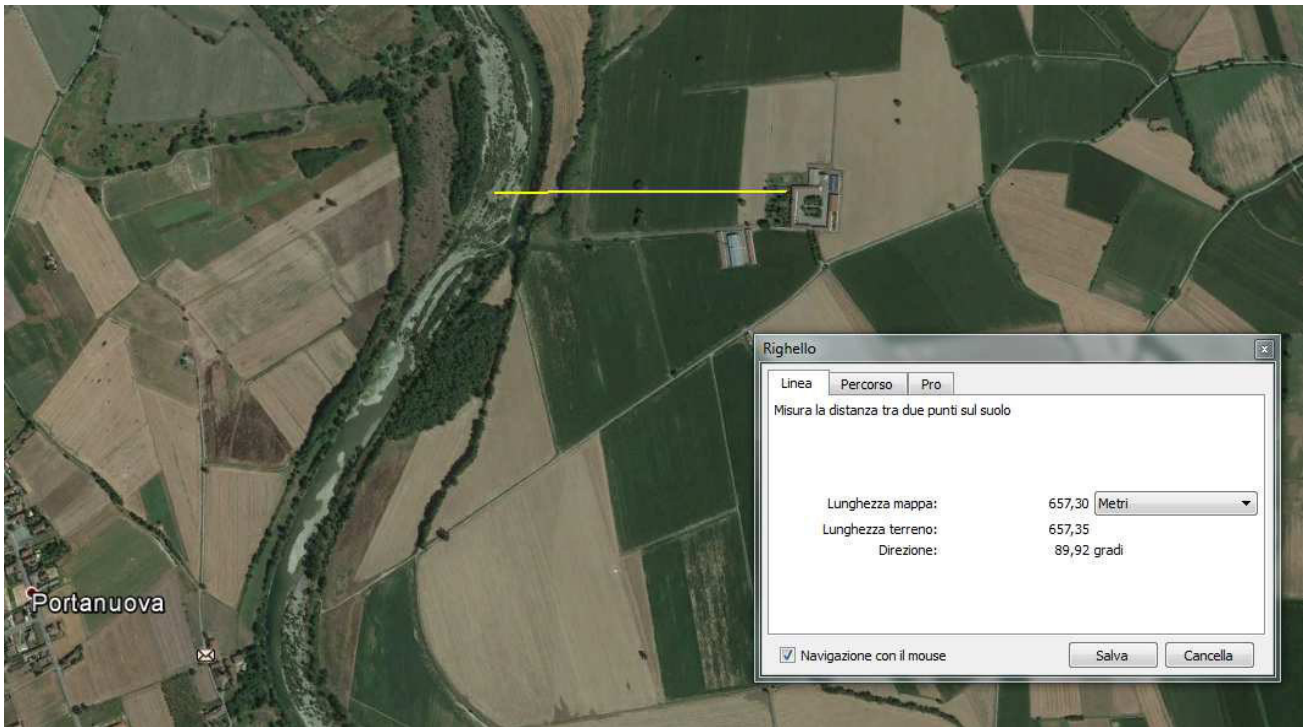 Righello
Linea Percorso Pro
Misura la distanza tra due punti sul suolo
Lunghezza mappa: 657,30 Metri
Lunghezza terreno: 657,35
Direzione: 89,92 gradi
Navigazione con il mouse Salva Cancella
Portanuova